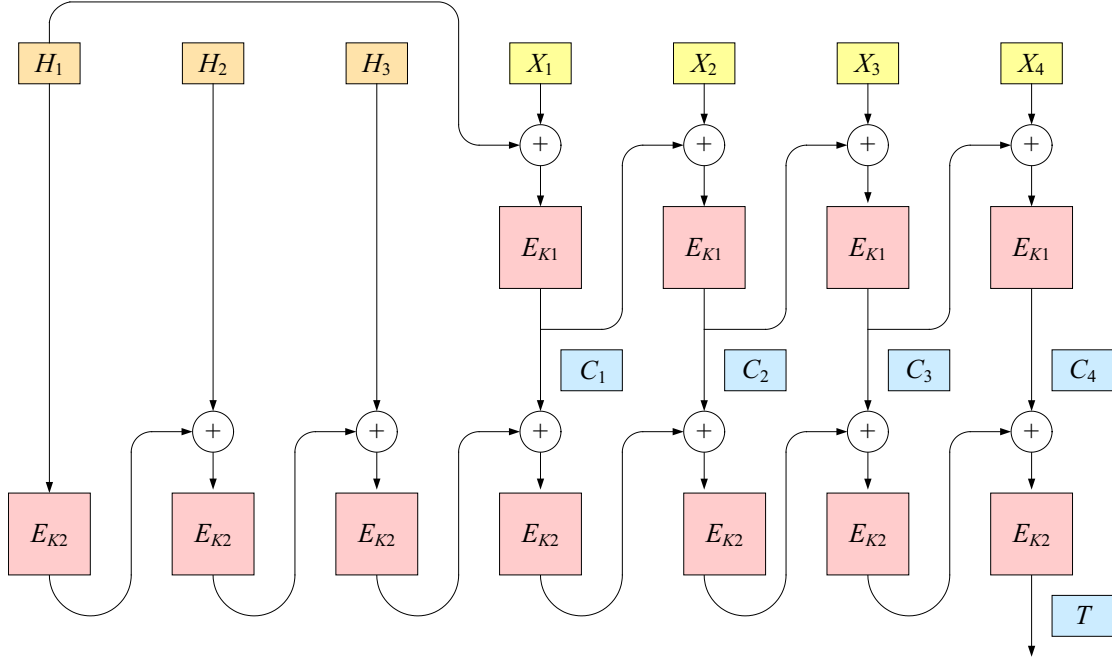 H1 H2 H3 X1 X2 X3 X4
+ + + +
EK1 EK1 EK1 EK1
C1 C2 C3 C4
+ + + + + +
EK2 EK2 EK2 EK2 EK2 EK2 EK2
T